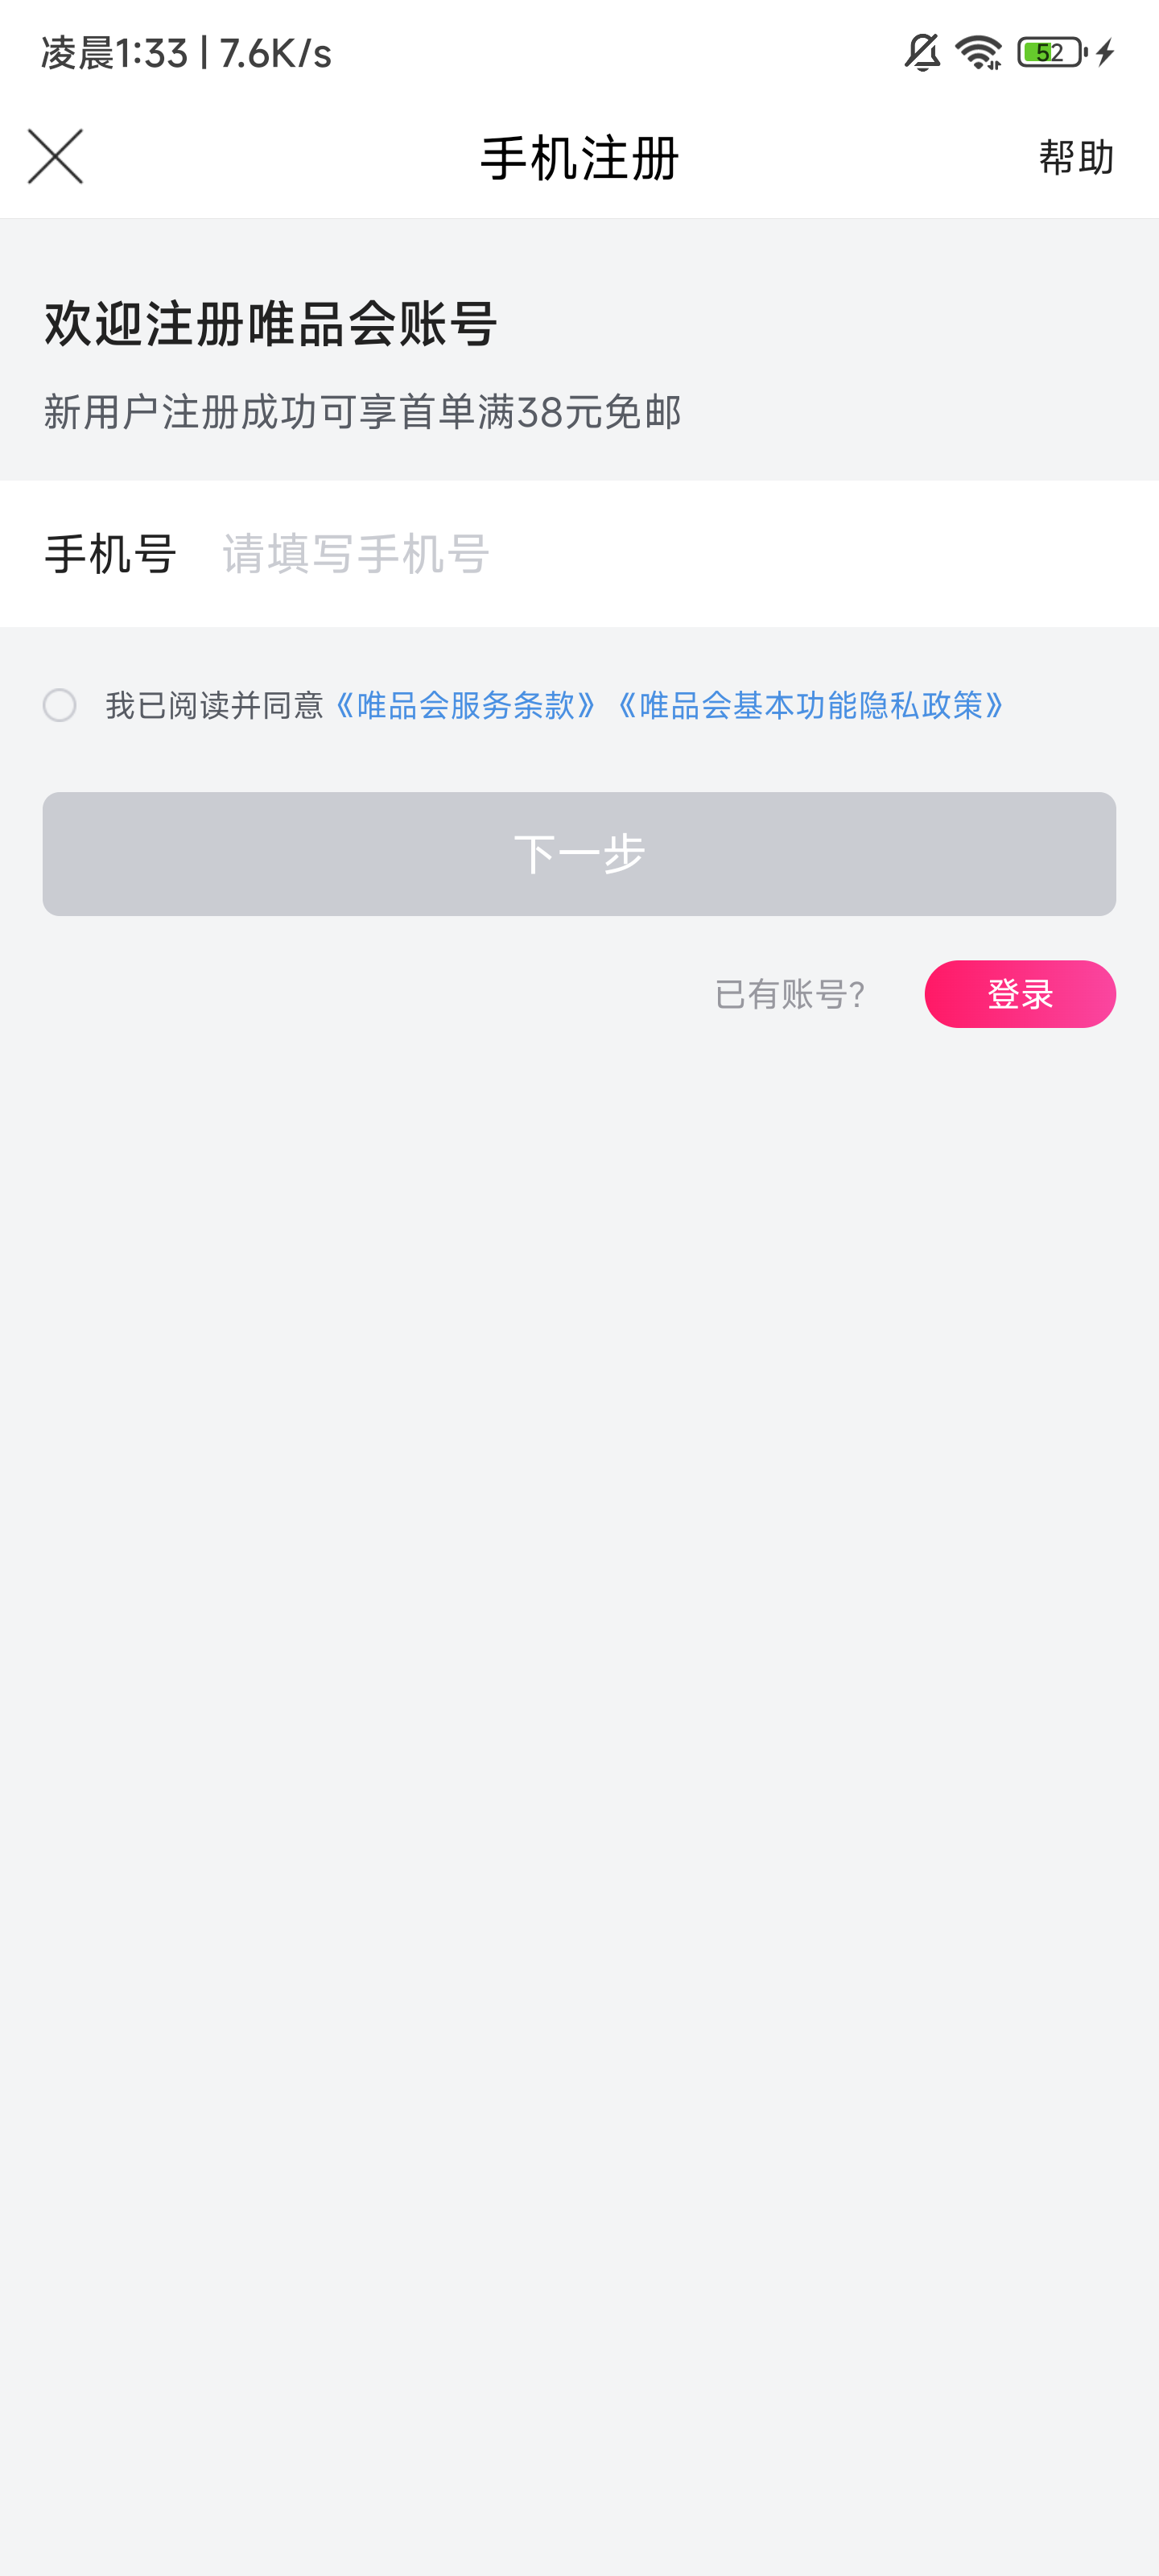 凌晨1:33 | 7.6K/s 52
手机注册 帮助
欢迎注册唯品会账号
新用户注册成功可享首单满38元免邮
手机号 请填写手机号
我已阅读并同意《唯品会服务条款》《唯品会基本功能隐私政策》
下一步
已有账号? 登录